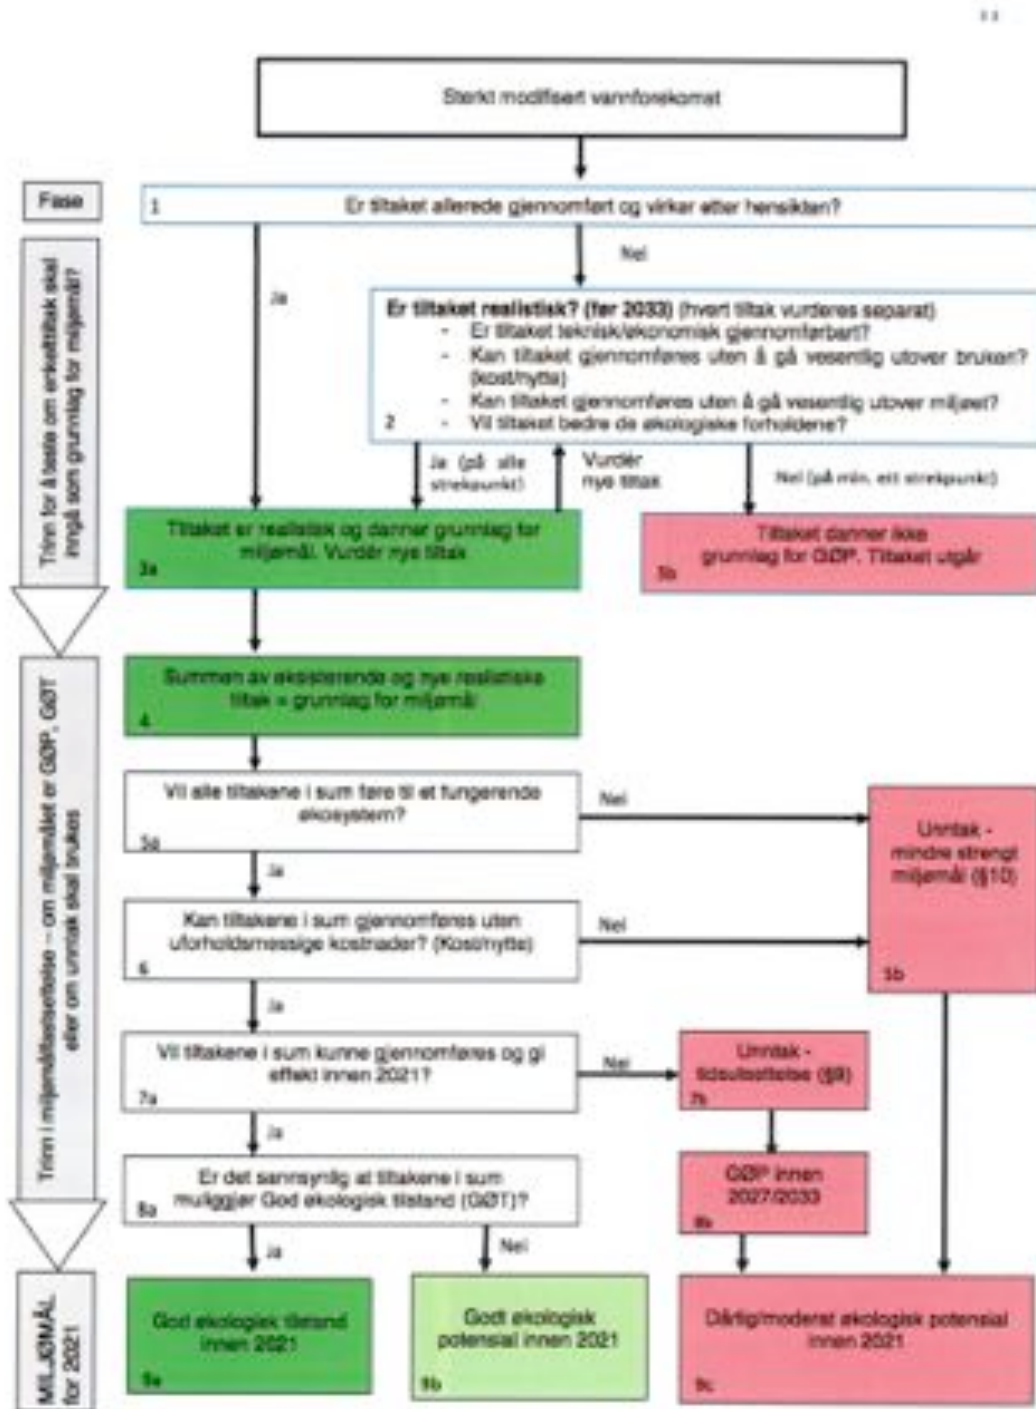 Sterkt modifisert vannforekomst
Fase
1
Er tiltaket allerede gjennomført og virker etter hensikten?
Ja
Nei
Trinn for å teste om enkelttiltak skal
inngå som grunnlag for miljømål?
Er tiltaket realistisk? (før 2033) (hvert tiltak vurderes separat)
- Er tiltaket teknisk/økonomisk gjennomførbart?
- Kan tiltaket gjennomføres uten å gå vesentlig utover bruken?
(kost/nytte)
- Kan tiltaket gjennomføres uten å gå vesentlig utover miljøet?
2 - Vil tiltaket bedre de økologiske forholdene?
Ja (på alle
strekpunkt)
Vurdér
nye tiltak
Nei (på min. ett strekpunkt)
Tiltaket er realistisk og danner grunnlag for
miljømål. Vurdér nye tiltak
3a
Tiltaket danner ikke
grunnlag for GØP. Tiltaket utgår
3b
Summen av eksisterende og nye realistiske
tiltak = grunnlag for miljømål
4
Trinn i miljømålfastsettelse – om miljømålet er GØP, GØT
eller om unntak skal brukes
Vil alle tiltakene i sum føre til et fungerende
økosystem?
5a
Nei
Ja
Unntak -
mindre strengt
miljømål (§10)
5b
Kan tiltakene i sum gjennomføres uten
uforholdsmessige kostnader? (Kost/nytte)
6
Nei
Ja
Vil tiltakene i sum kunne gjennomføres og gi
effekt innen 2021?
7a
Nei
Ja
Unntak -
tidsutsettelse (§9)
7b
Er det sannsynlig at tiltakene i sum
muliggjør God økologisk tilstand (GØT)?
8a
GØP innen
2027/2033
8b
Ja
Nei
MILJØMÅL
for 2021
God økologisk tilstand
innen 2021
9a
Godt økologisk
potensial innen 2021
9b
Dårlig/moderat økologisk potensial
innen 2021
9c